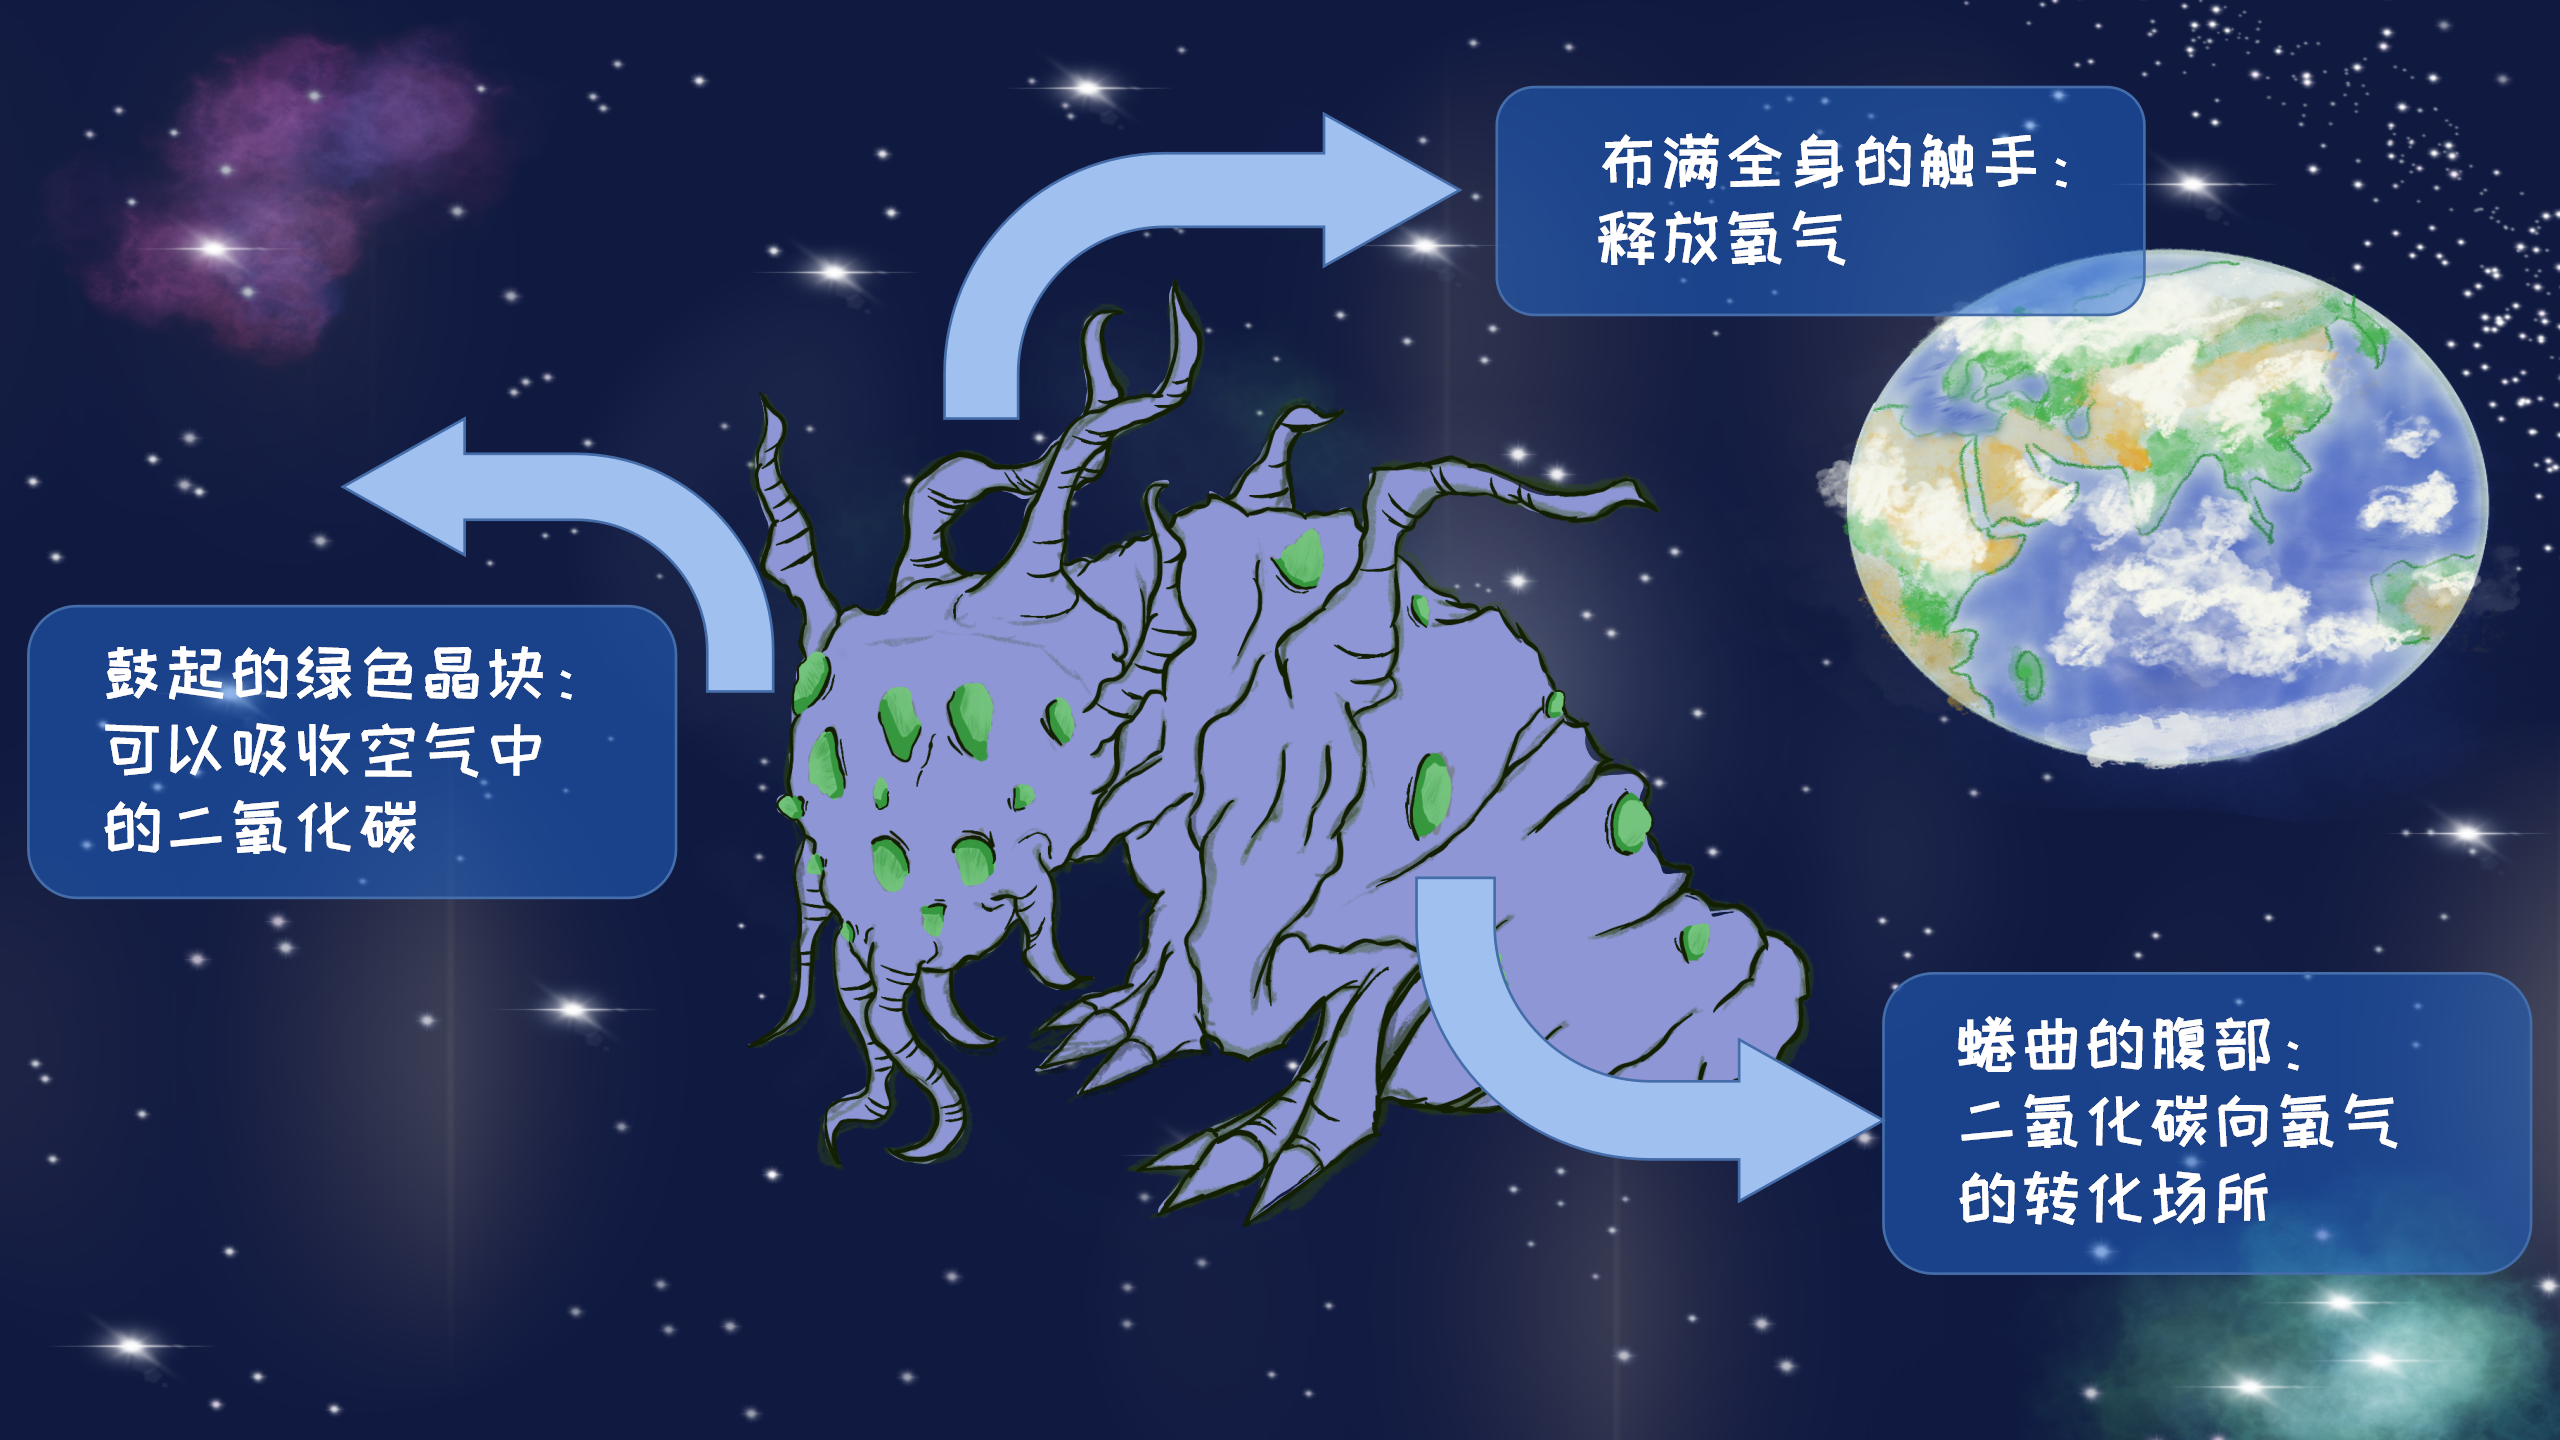 布满全身的触手：
释放氧气
鼓起的绿色晶块：
可以吸收空气中
的二氧化碳
蜷曲的腹部：
二氧化碳向氧气
的转化场所